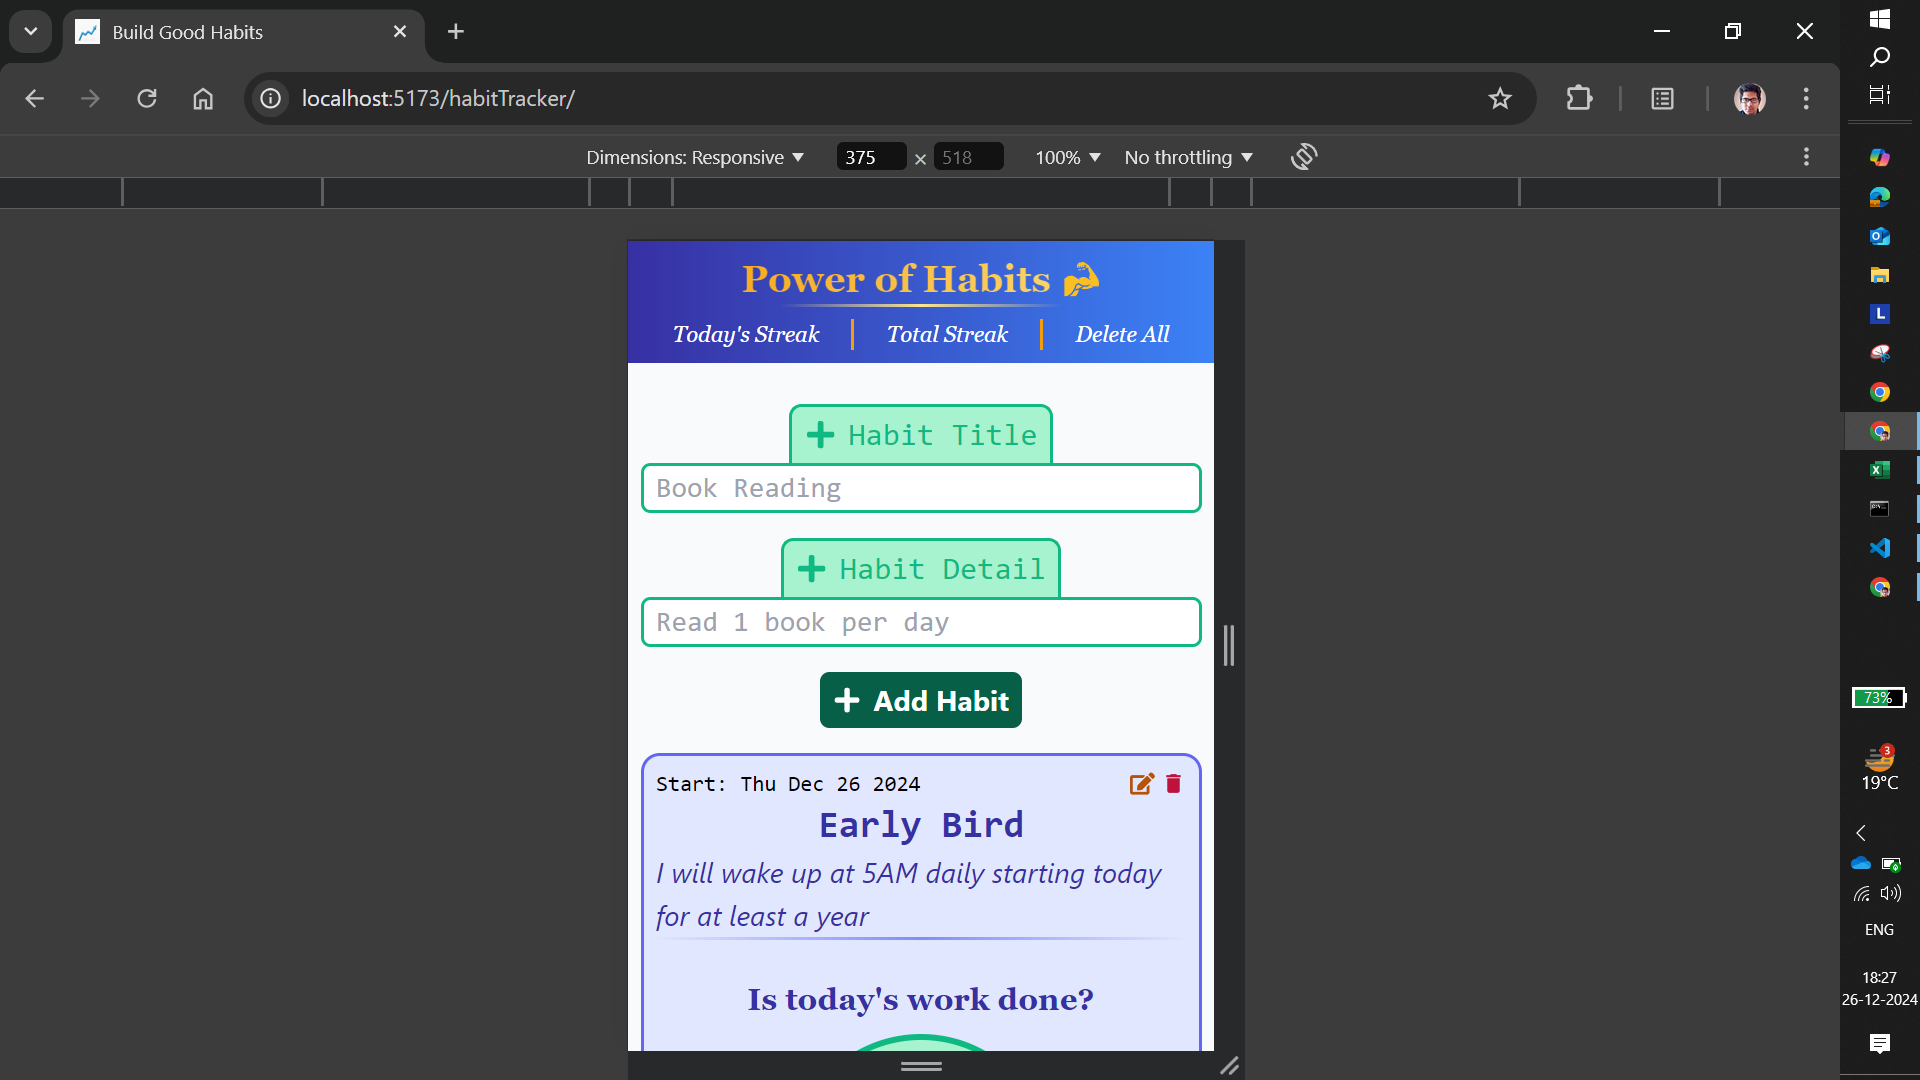 Build Good Habits
localhost:5173/habitTracker/
Dimensions: Responsive 375 × 518 100% No throttling
Power of Habits
Today's Streak Total Streak Delete All
Habit Title
Book Reading
Habit Detail
Read 1 book per day
Add Habit
Start: Thu Dec 26 2024
Early Bird
I will wake up at 5AM daily starting today
for at least a year
Is today's work done?
L
73%
3
19°C
ENG
18:27
26-12-2024